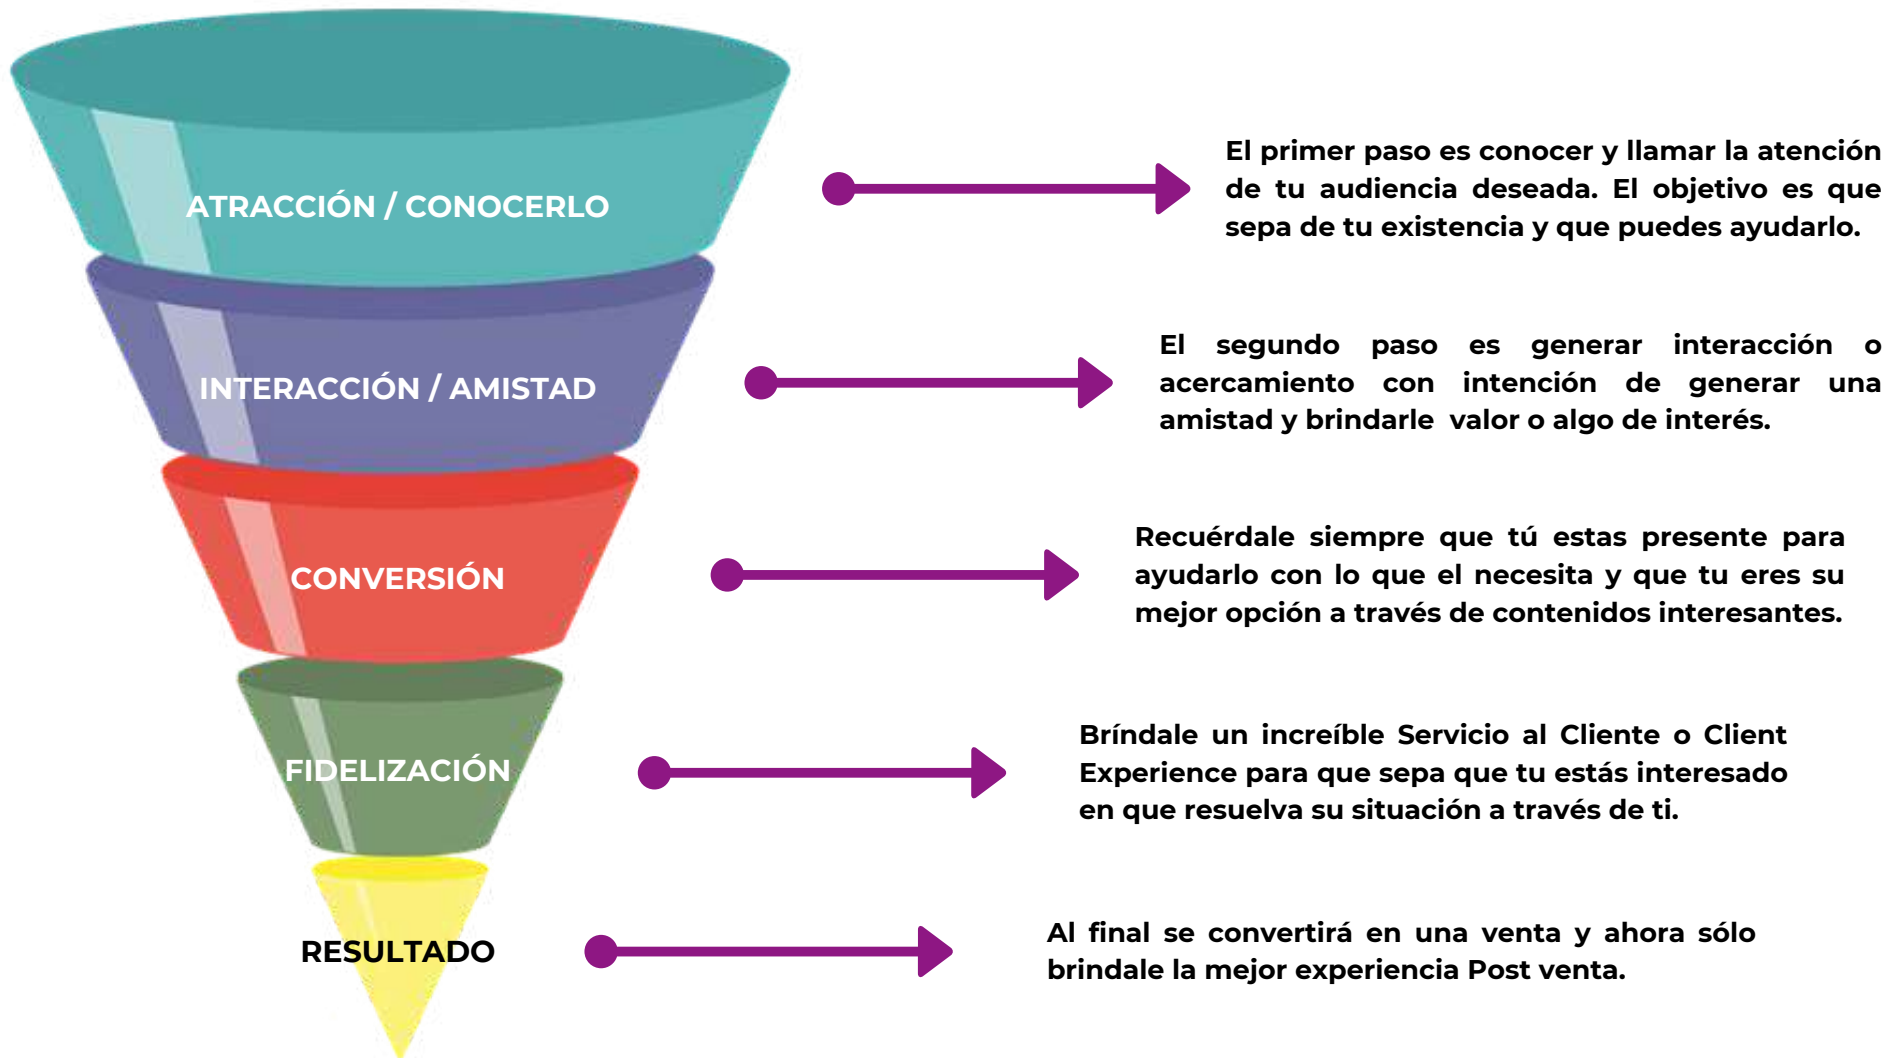 ATRACCIÓN / CONOCERLO
El primer paso es conocer y llamar la atención
de tu audiencia deseada. El objetivo es que
sepa de tu existencia y que puedes ayudarlo.
INTERACCIÓN / AMISTAD
El segundo paso es generar interacción o
acercamiento con intención de generar una
amistad y brindarle valor o algo de interés.
CONVERSIÓN
Recuérdale siempre que tú estas presente para
ayudarlo con lo que el necesita y que tu eres su
mejor opción a través de contenidos interesantes.
FIDELIZACIÓN
Bríndale un increíble Servicio al Cliente o Client
Experience para que sepa que tu estás interesado
en que resuelva su situación a través de ti.
RESULTADO
Al final se convertirá en una venta y ahora sólo
brindale la mejor experiencia Post venta.